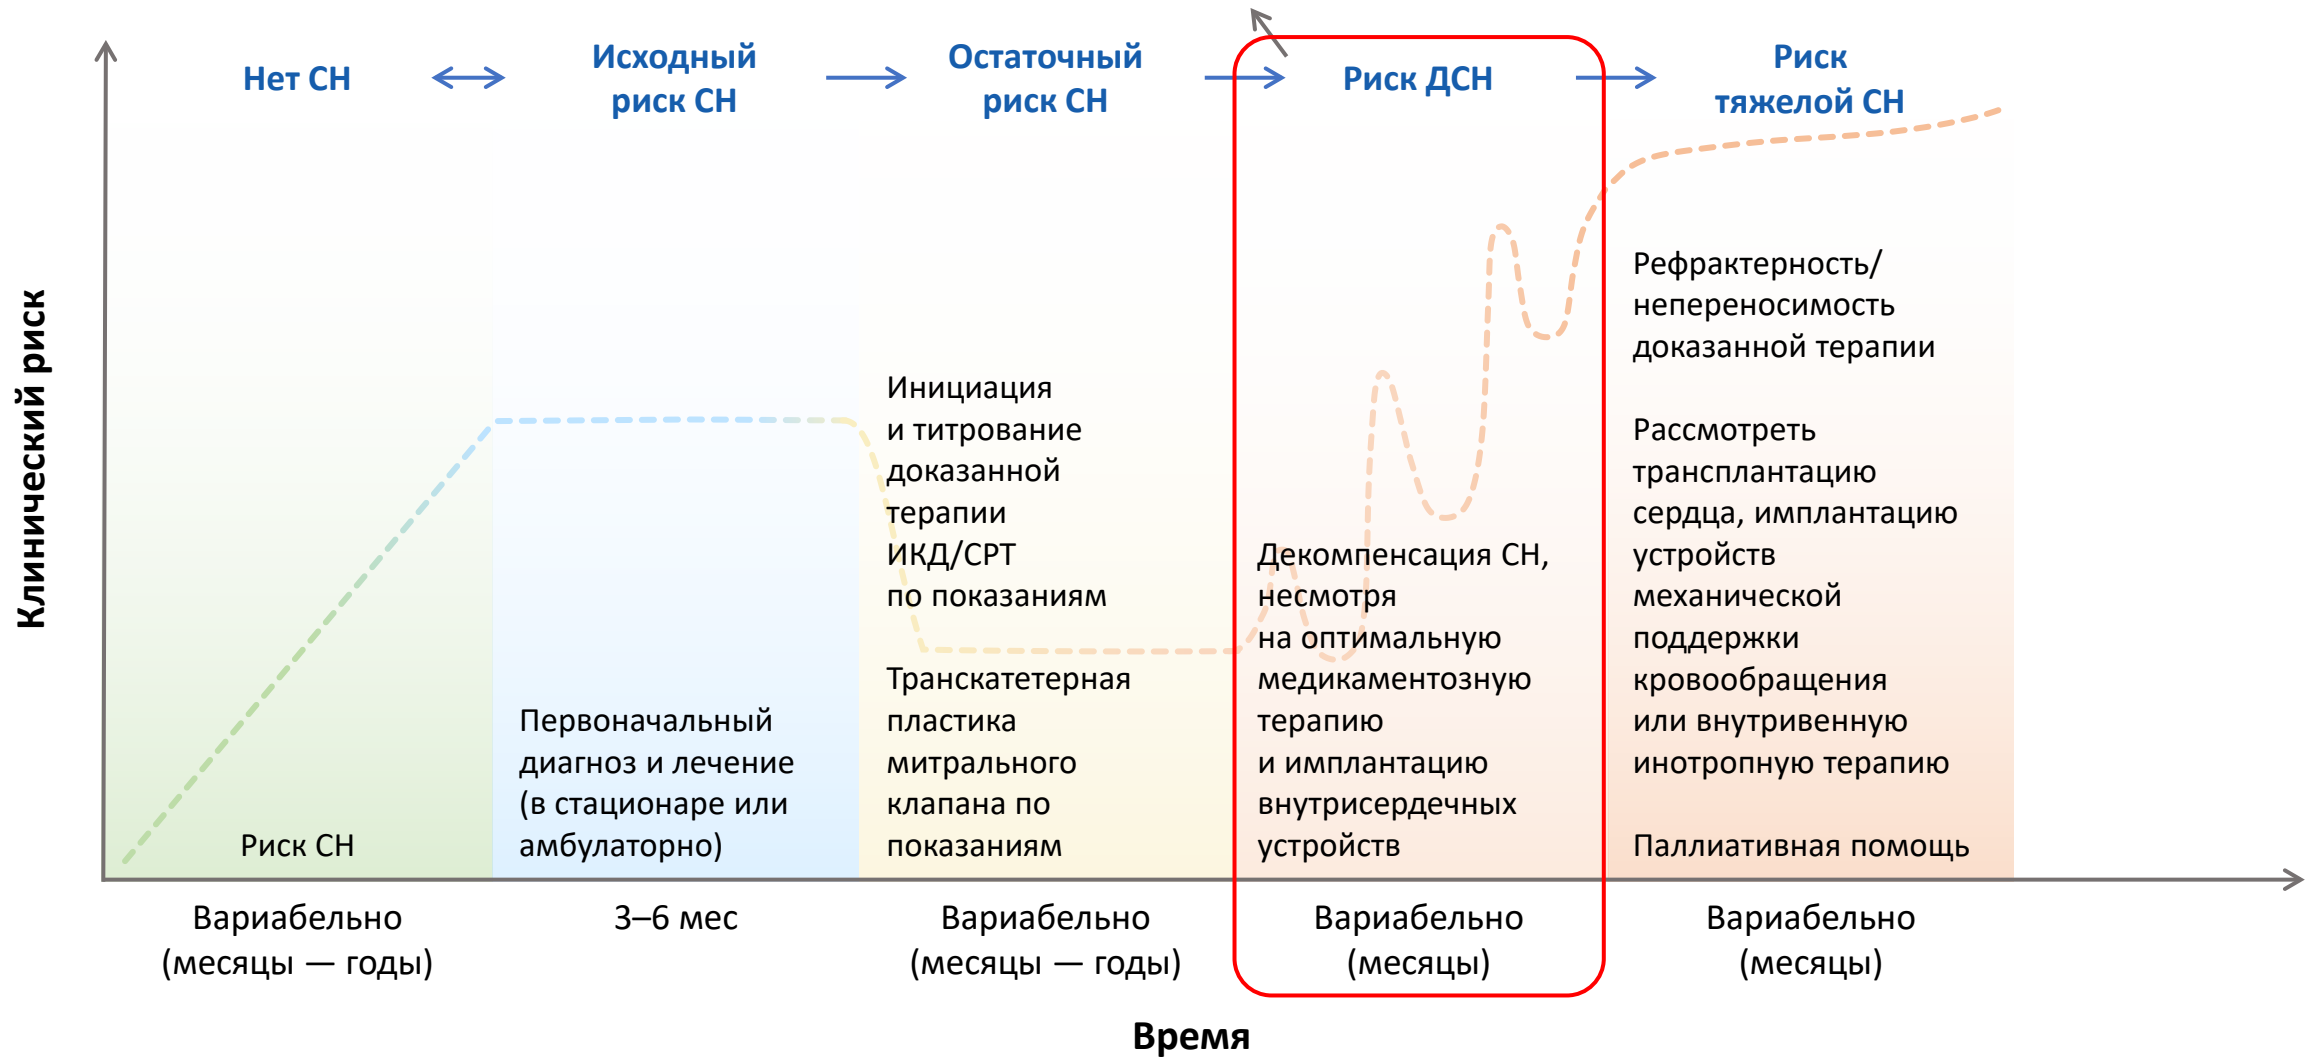 Нет СН
Исходный
риск СН
Остаточный
риск СН
Риск ДСН
Риск
тяжелой СН
Клинический риск
Риск СН
Первоначальный
диагноз и лечение
(в стационаре или
амбулаторно)
Инициация
и титрование
доказанной
терапии
ИКД/СРТ
по показаниям
Транскатетерная
пластика
митрального
клапана по
показаниям
Декомпенсация СН,
несмотря
на оптимальную
медикаментозную
терапию
и имплантацию
внутрисердечных
устройств
Рефрактерность/
непереносимость
доказанной терапии
Рассмотреть
трансплантацию
сердца, имплантацию
устройств
механической
поддержки
кровообращения
или внутривенную
инотропную терапию
Паллиативная помощь
Вариабельно
(месяцы — годы)
3–6 мес
Вариабельно
(месяцы — годы)
Вариабельно
(месяцы)
Вариабельно
(месяцы)
Время